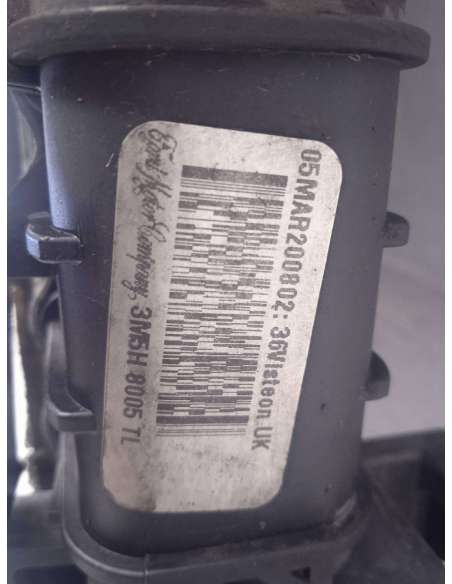 05MAR200802:36Visteon UK
Ford Motor Company, 3M5H 8005 TL